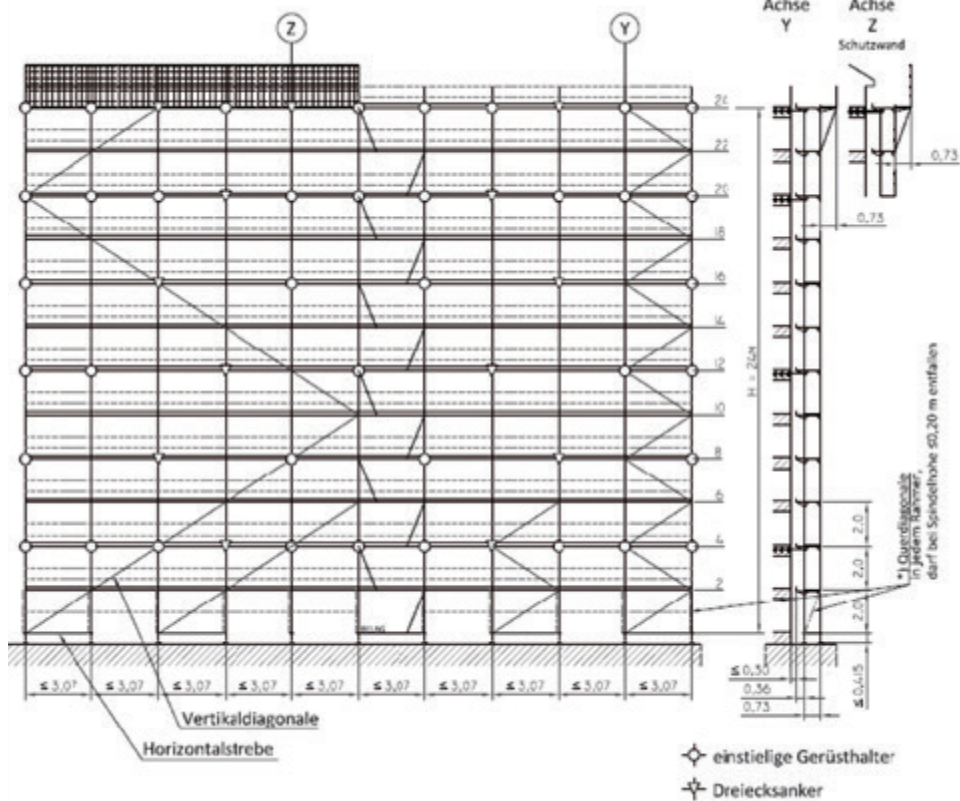 Achse
Y
Achse
Z
Schutzwand
Z
Y
24
22
20
18
16
14
12
10
8
6
4
2
H = 24M
0,73
0,73
2,0
2,0
2,0
*) Querdiagonale
in jedem Rahmen,
darf bei Spindelhöhe ≤0,20 m entfallen
≤ 0,30
0,36
0,73
≤ 0,415
≤ 3,07
≤ 3,07
≤ 3,07
≤ 3,07
≤ 3,07
≤ 3,07
≤ 3,07
≤ 3,07
≤ 3,07
≤ 3,07
Vertikaldiagonale
Horizontalstrebe
einstielige Gerüsthalter
Dreiecksanker